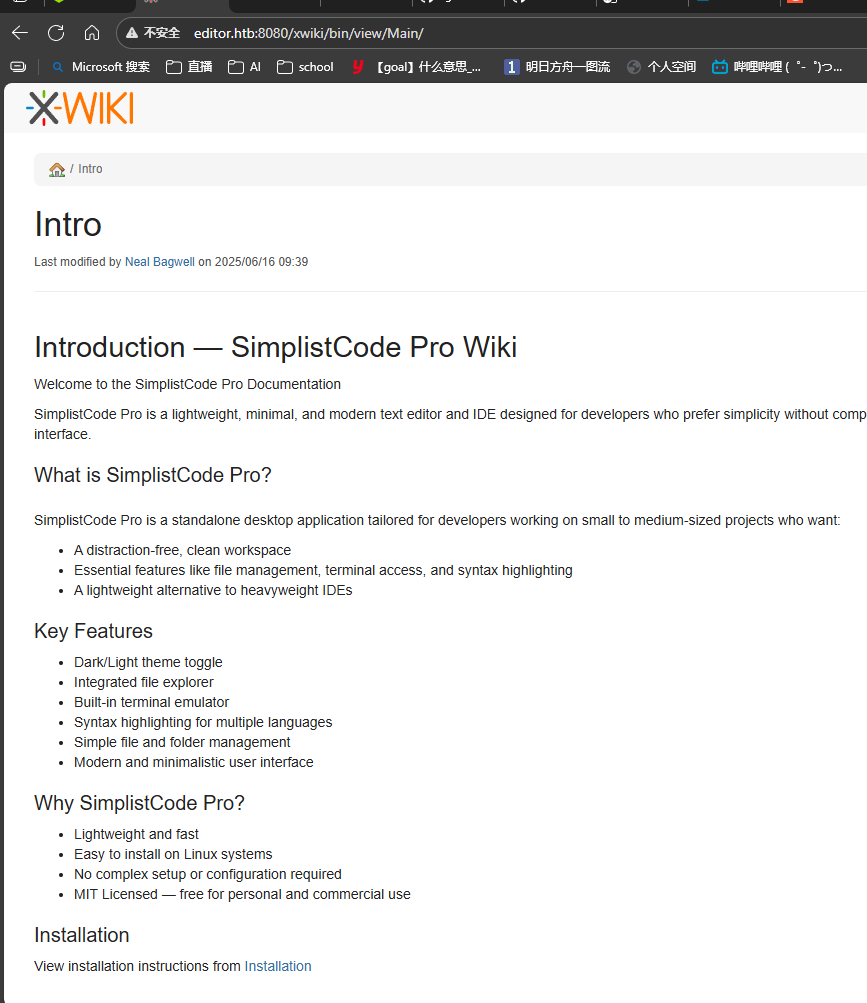 不安全 editor.htb:8080/xwiki/bin/view/Main/
Microsoft 搜索 直播 AI school y 【goal】什么意思_... 1 明日方舟一图流 个人空间 哔哩哔哩 ( ゜- ゜)つ...
XWIKI
/ Intro
Intro
Last modified by Neal Bagwell on 2025/06/16 09:39
Introduction — SimplistCode Pro Wiki
Welcome to the SimplistCode Pro Documentation
SimplistCode Pro is a lightweight, minimal, and modern text editor and IDE designed for developers who prefer simplicity without comp
interface.
What is SimplistCode Pro?
SimplistCode Pro is a standalone desktop application tailored for developers working on small to medium-sized projects who want:
• A distraction-free, clean workspace
• Essential features like file management, terminal access, and syntax highlighting
• A lightweight alternative to heavyweight IDEs
Key Features
• Dark/Light theme toggle
• Integrated file explorer
• Built-in terminal emulator
• Syntax highlighting for multiple languages
• Simple file and folder management
• Modern and minimalistic user interface
Why SimplistCode Pro?
• Lightweight and fast
• Easy to install on Linux systems
• No complex setup or configuration required
• MIT Licensed — free for personal and commercial use
Installation
View installation instructions from Installation